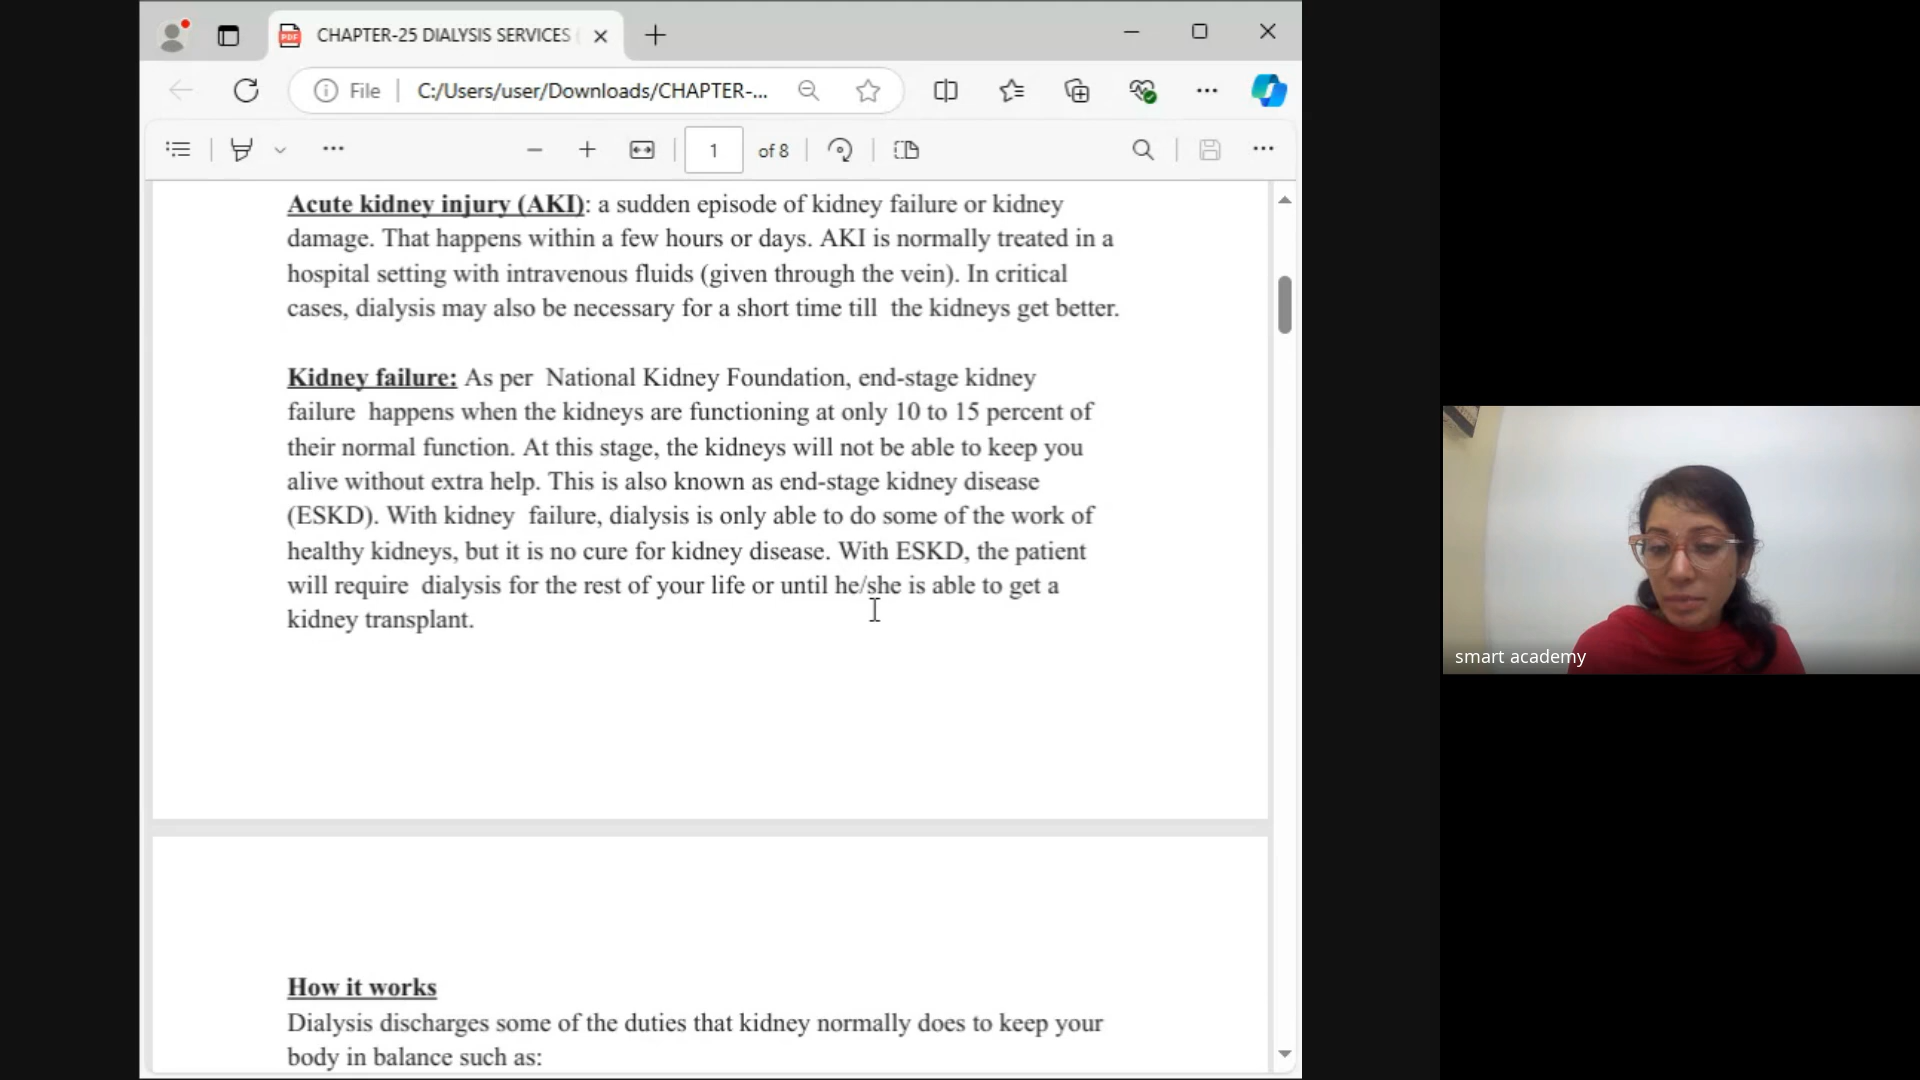 CHAPTER-25 DIALYSIS SERVICES
File
C:/Users/user/Downloads/CHAPTER-...
1
of 8
Acute kidney injury (AKI): a sudden episode of kidney failure or kidney
damage. That happens within a few hours or days. AKI is normally treated in a
hospital setting with intravenous fluids (given through the vein). In critical
cases, dialysis may also be necessary for a short time till  the kidneys get better.
Kidney failure: As per  National Kidney Foundation, end-stage kidney
failure  happens when the kidneys are functioning at only 10 to 15 percent of
their normal function. At this stage, the kidneys will not be able to keep you
alive without extra help. This is also known as end-stage kidney disease
(ESKD). With kidney  failure, dialysis is only able to do some of the work of
healthy kidneys, but it is no cure for kidney disease. With ESKD, the patient
will require  dialysis for the rest of your life or until he/she is able to get a
kidney transplant.
How it works
Dialysis discharges some of the duties that kidney normally does to keep your
body in balance such as:
smart academy